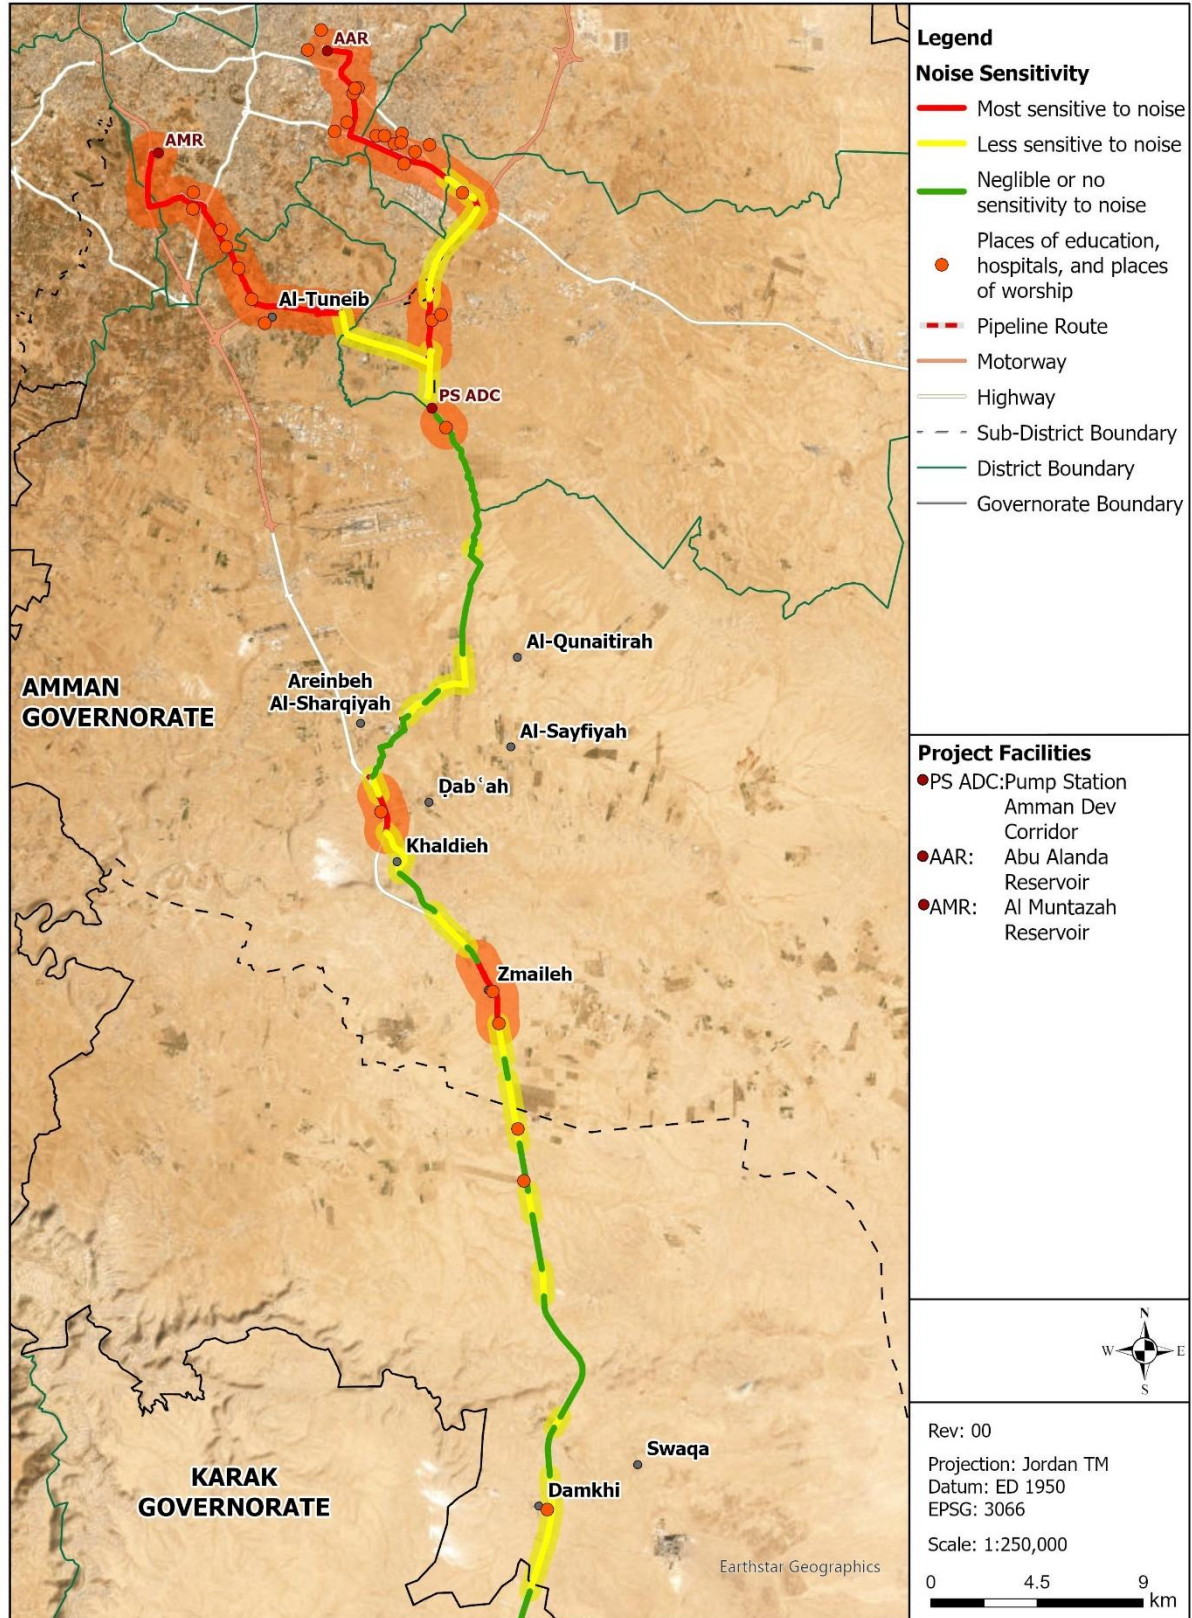 AAR
AMR
Al-Tuneib
PS ADC
Al-Qunaitirah
Areinbeh
Al-Sharqiyah
AMMAN
GOVERNORATE
Al-Sayfiyah
Ḍabʿah
Khaldieh
Zmaileh
Swaqa
KARAK
GOVERNORATE
Damkhi
Earthstar Geographics
Legend
Noise Sensitivity
Most sensitive to noise
Less sensitive to noise
Neglible or no
sensitivity to noise
Places of education,
hospitals, and places
of worship
Pipeline Route
Motorway
Highway
Sub-District Boundary
District Boundary
Governorate Boundary
Project Facilities
PS ADC: Pump Station
Amman Dev
Corridor
AAR: Abu Alanda
Reservoir
AMR: Al Muntazah
Reservoir
N
W E
S
Rev: 00
Projection: Jordan TM
Datum: ED 1950
EPSG: 3066
Scale: 1:250,000
0 4.5 9
km